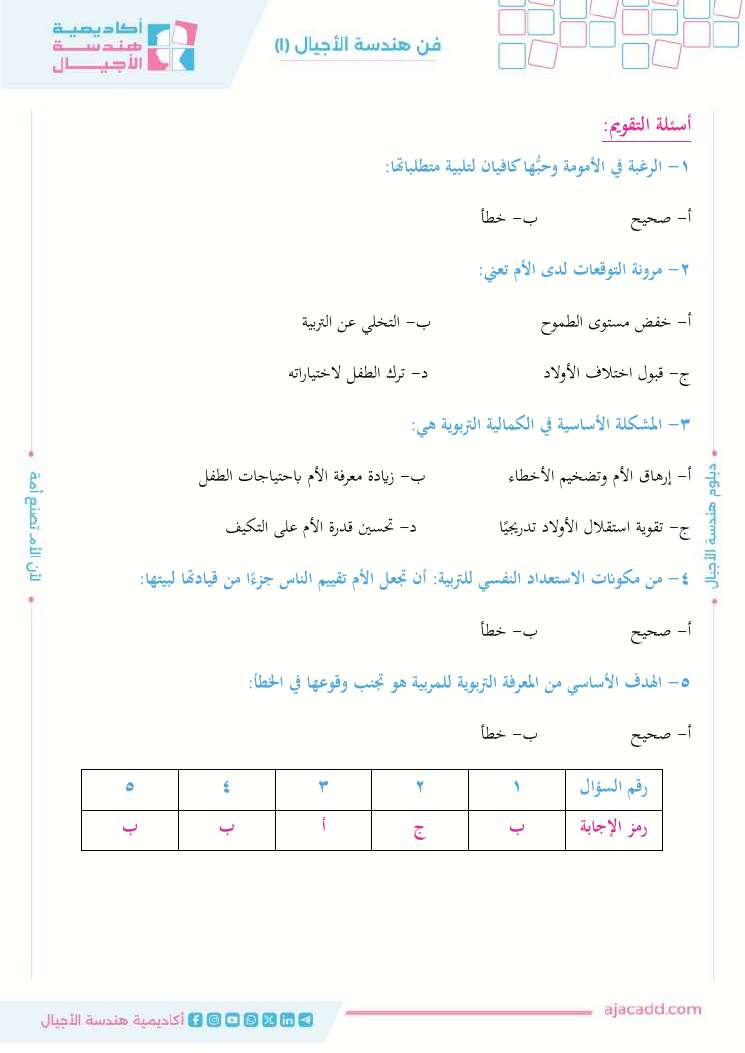 أكاديمية
هندسة
الأجيال
فن هندسة الأجيال (١)
أسئلة التقويم:
١- الرغبة في الأمومة وحبُّها كافيان لتلبية متطلباتها:
أ- صحيح ب- خطأ
٢- مرونة التوقعات لدى الأم تعني:
أ- خفض مستوى الطموح ب- التخلي عن التربية
ج- قبول اختلاف الأولاد د- ترك الطفل لاختياراته
٣- المشكلة الأساسية في الكمالية التربوية هي:
أ- إرهاق الأم وتضخيم الأخطاء ب- زيادة معرفة الأم باحتياجات الطفل
ج- تقوية استقلال الأولاد تدريجيًا د- تحسين قدرة الأم على التكيف
٤- من مكونات الاستعداد النفسي للتربية: أن تجعل الأم تقييم الناس جزءًا من قيادتها لبيتها:
أ- صحيح ب- خطأ
٥- الهدف الأساسي من المعرفة التربوية للمربية هو تجنب وقوعها في الخطأ:
أ- صحيح ب- خطأ
رقم السؤال ١ ٢ ٣ ٤ ٥
رمز الإجابة ب ج أ ب ب
دبلوم هندسة الأجيال
لأن الأم تصنع أمة
أكاديمية هندسة الأجيال
ajacadd.com